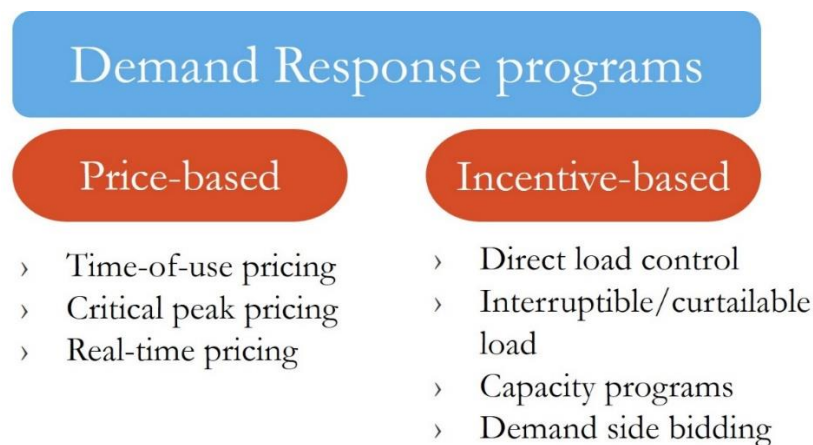 Demand Response programs
Price-based
› Time-of-use pricing
› Critical peak pricing
› Real-time pricing
Incentive-based
› Direct load control
› Interruptible/curtailable
load
› Capacity programs
› Demand side bidding